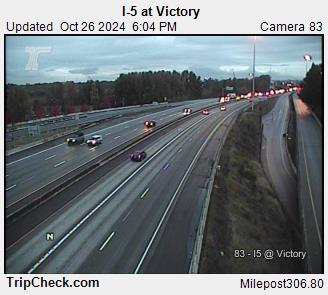 I-5 at Victory
Updated Oct 26 2024 6:04 PM Camera 83
N
83 - I5 @ Victory
TripCheck.com Milepost306.80